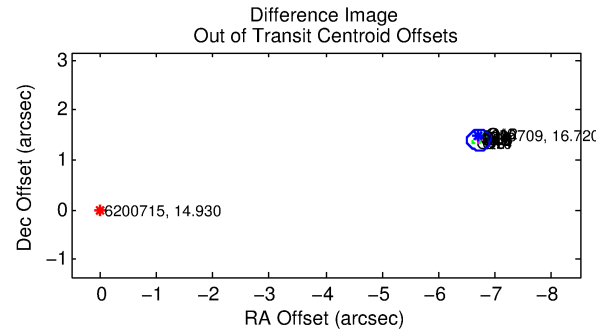 Difference Image
Out of Transit Centroid Offsets
Dec Offset (arcsec)
3
2
1
0
−1
6200715, 14.930
709, 16.720
0 −1 −2 −3 −4 −5 −6 −7 −8
RA Offset (arcsec)